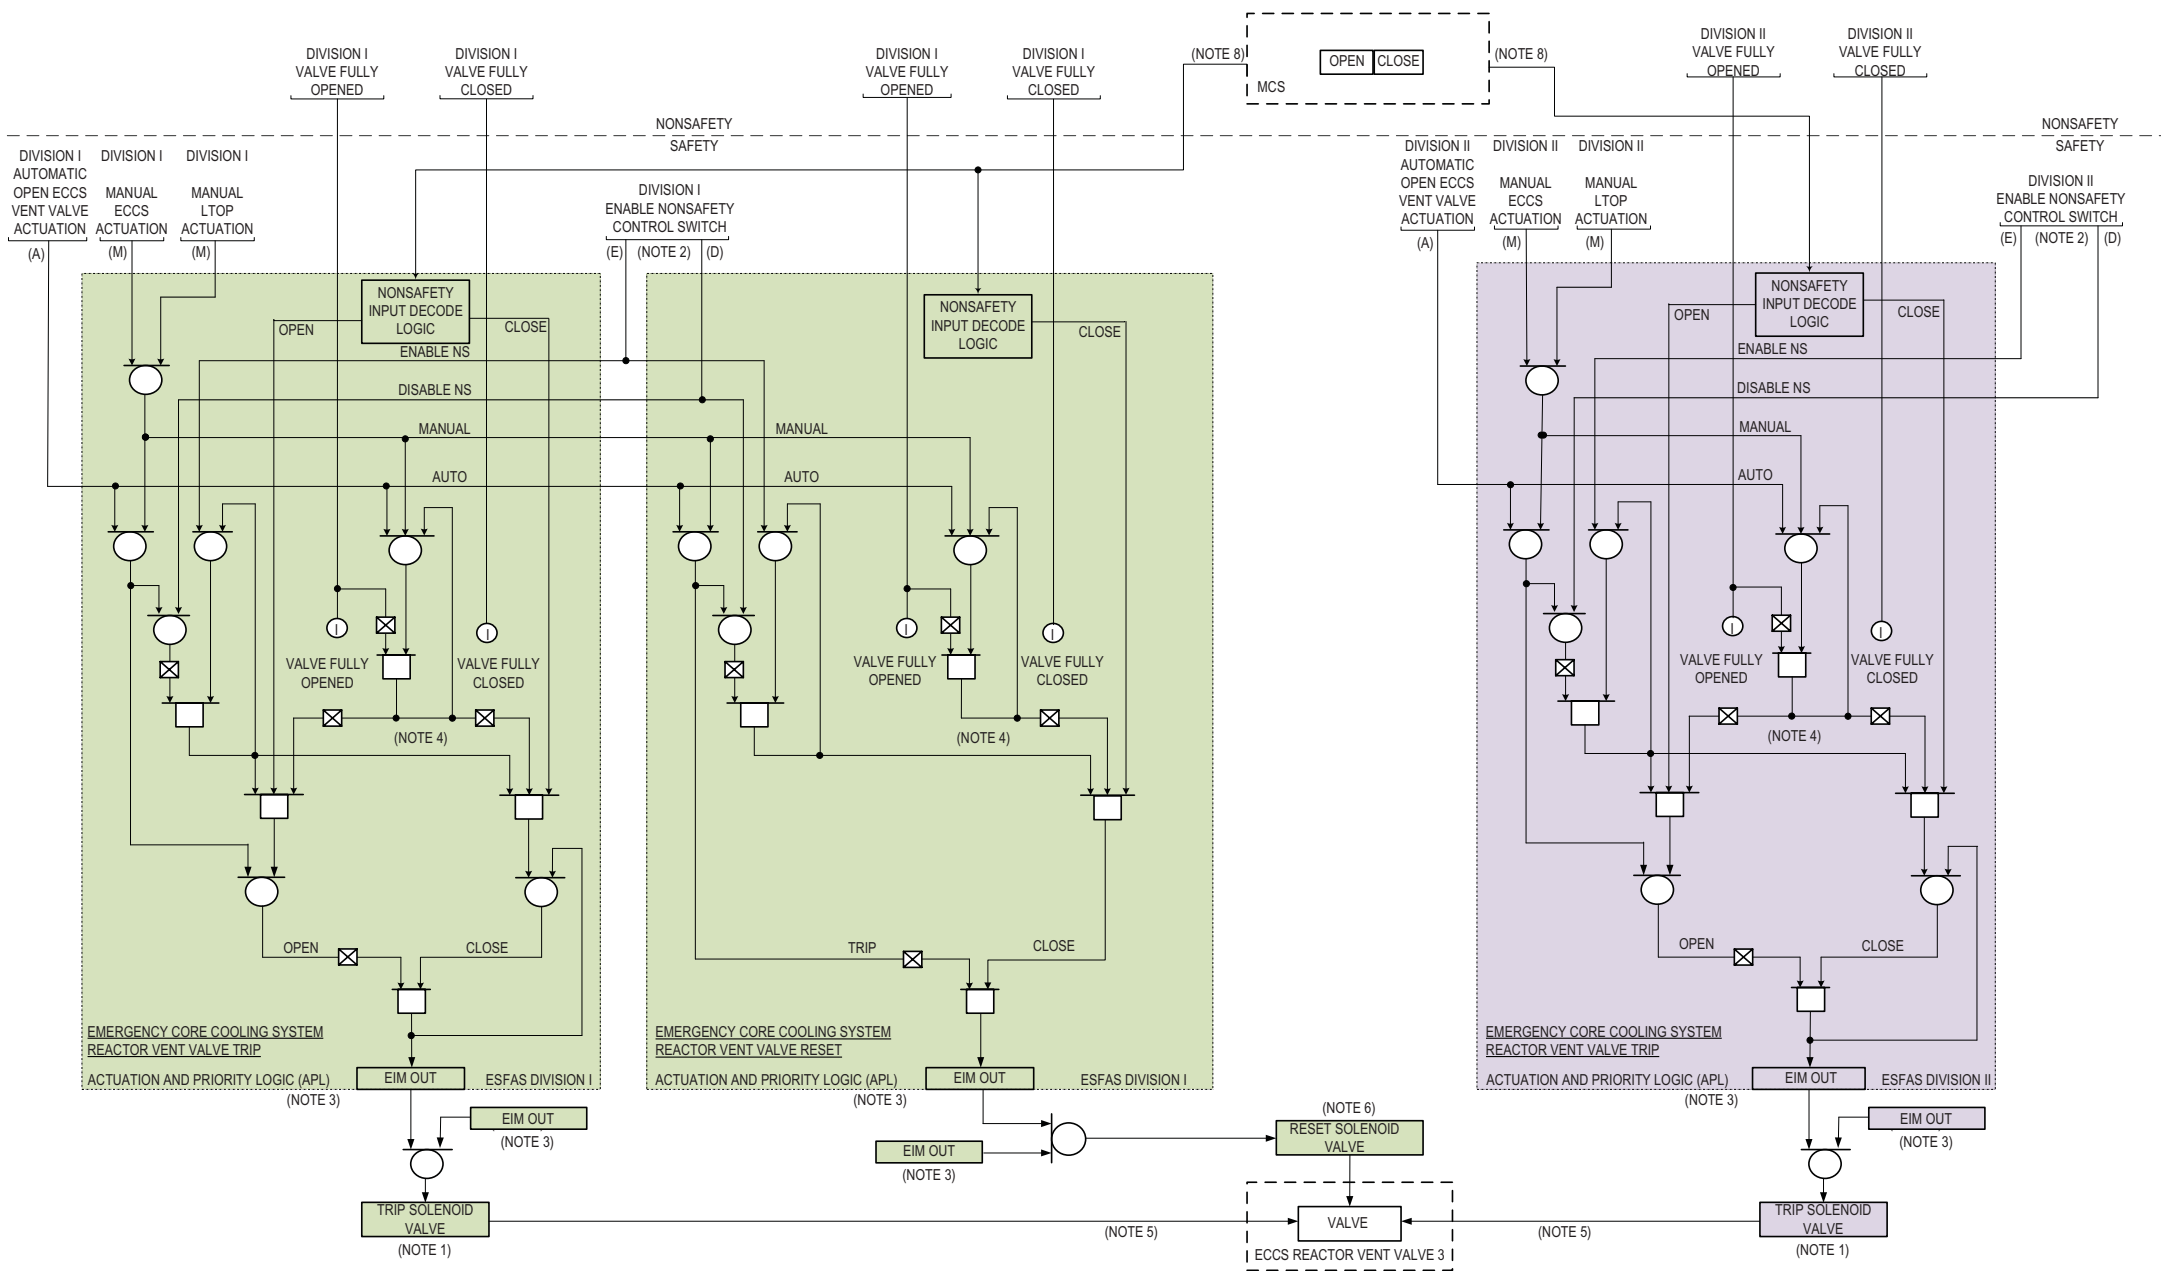 DIVISION I
VALVE FULLY
OPENED
DIVISION I
VALVE FULLY
CLOSED
DIVISION I
VALVE FULLY
OPENED
DIVISION I
VALVE FULLY
CLOSED
(NOTE 8)
OPEN CLOSE
MCS
(NOTE 8)
DIVISION II
VALVE FULLY
OPENED
DIVISION II
VALVE FULLY
CLOSED
NONSAFETY
SAFETY
NONSAFETY
SAFETY
DIVISION I
AUTOMATIC
OPEN ECCS
VENT VALVE
ACTUATION
(A)
DIVISION I
MANUAL
ECCS
ACTUATION
(M)
DIVISION I
MANUAL
LTOP
ACTUATION
(M)
DIVISION I
ENABLE NONSAFETY
CONTROL SWITCH
(E) (NOTE 2) (D)
DIVISION II
AUTOMATIC
OPEN ECCS
VENT VALVE
ACTUATION
(A)
DIVISION II
MANUAL
ECCS
ACTUATION
(M)
DIVISION II
MANUAL
LTOP
ACTUATION
(M)
DIVISION II
ENABLE NONSAFETY
CONTROL SWITCH
(E) (NOTE 2) (D)
NONSAFETY
INPUT DECODE
LOGIC
OPEN
CLOSE
ENABLE NS
DISABLE NS
MANUAL
AUTO
I
I
VALVE FULLY
OPENED
VALVE FULLY
CLOSED
(NOTE 4)
OPEN
CLOSE
EMERGENCY CORE COOLING SYSTEM
REACTOR VENT VALVE TRIP
ACTUATION AND PRIORITY LOGIC (APL)
EIM OUT
ESFAS DIVISION I
(NOTE 3)
EIM OUT
(NOTE 3)
TRIP SOLENOID
VALVE
(NOTE 1)
NONSAFETY
INPUT DECODE
LOGIC
CLOSE
MANUAL
AUTO
I
I
VALVE FULLY
OPENED
VALVE FULLY
CLOSED
(NOTE 4)
TRIP
CLOSE
EMERGENCY CORE COOLING SYSTEM
REACTOR VENT VALVE RESET
ACTUATION AND PRIORITY LOGIC (APL)
EIM OUT
ESFAS DIVISION I
(NOTE 3)
EIM OUT
(NOTE 3)
(NOTE 6)
RESET SOLENOID
VALVE
(NOTE 5)
VALVE
ECCS REACTOR VENT VALVE 3
(NOTE 5)
NONSAFETY
INPUT DECODE
LOGIC
OPEN
CLOSE
ENABLE NS
DISABLE NS
MANUAL
AUTO
I
I
VALVE FULLY
OPENED
VALVE FULLY
CLOSED
(NOTE 4)
OPEN
CLOSE
EMERGENCY CORE COOLING SYSTEM
REACTOR VENT VALVE TRIP
ACTUATION AND PRIORITY LOGIC (APL)
EIM OUT
ESFAS DIVISION II
(NOTE 3)
EIM OUT
(NOTE 3)
TRIP SOLENOID
VALVE
(NOTE 1)